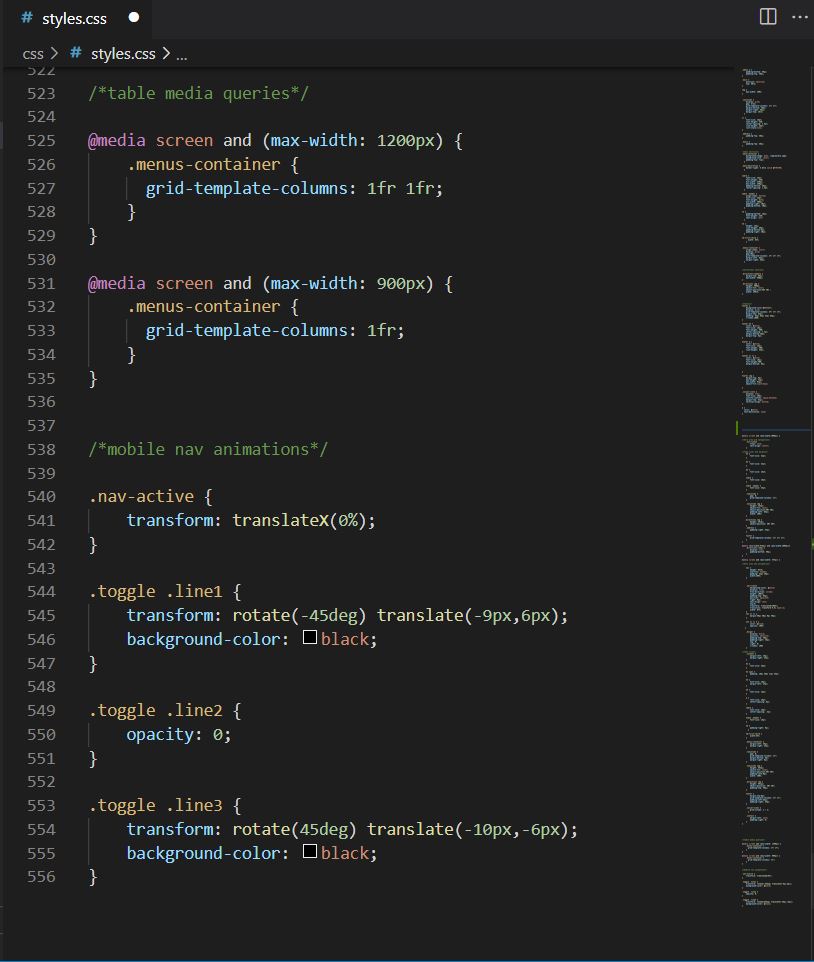 # styles.css ● ···
css > # styles.css > ...
522
523 /*table media queries*/
524
525 @media screen and (max-width: 1200px) {
526     .menus-container {
527       grid-template-columns: 1fr 1fr;
528     }
529 }
530
531 @media screen and (max-width: 900px) {
532     .menus-container {
533       grid-template-columns: 1fr;
534     }
535 }
536
537
538 /*mobile nav animations*/
539
540 .nav-active {
541     transform: translateX(0%);
542 }
543
544 .toggle .line1 {
545     transform: rotate(-45deg) translate(-9px,6px);
546     background-color: black;
547 }
548
549 .toggle .line2 {
550     opacity: 0;
551 }
552
553 .toggle .line3 {
554     transform: rotate(45deg) translate(-10px,-6px);
555     background-color: black;
556 }